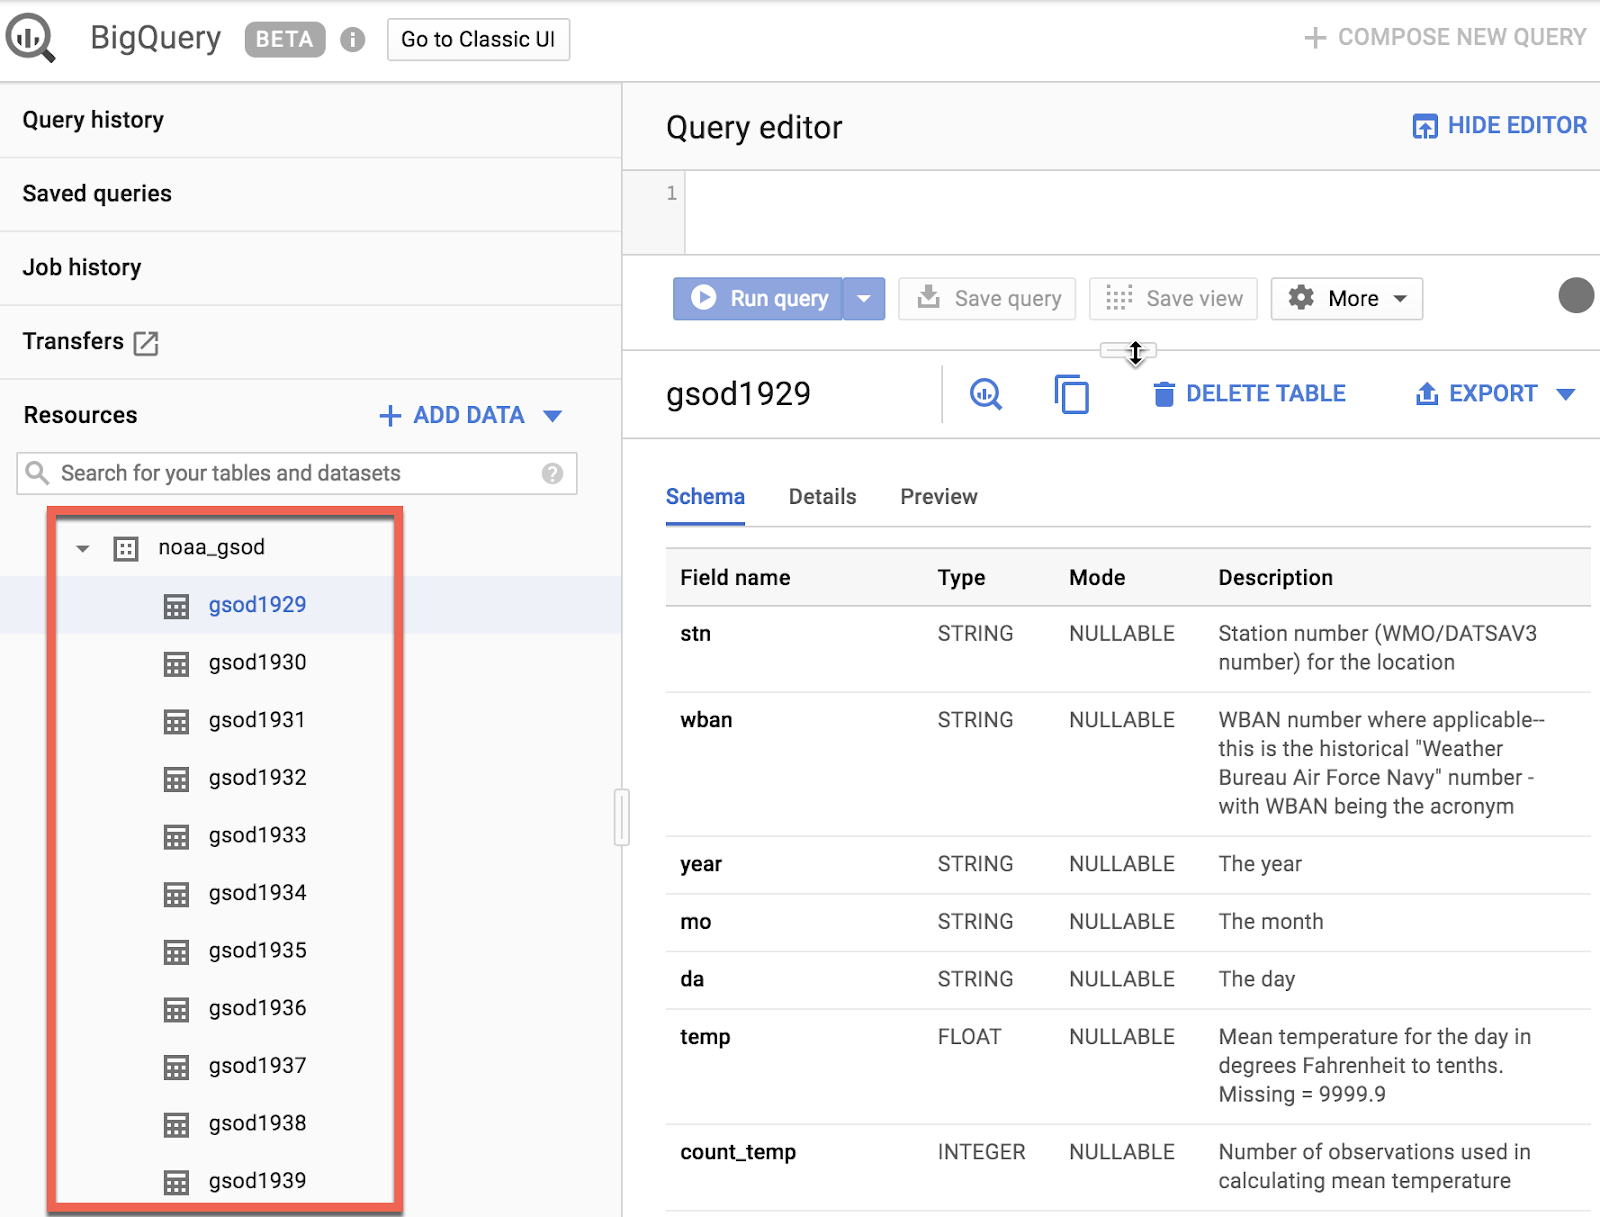 BigQuery BETA Go to Classic UI
COMPOSE NEW QUERY
Query history
Saved queries
Job history
Transfers
Resources
ADD DATA
Search for your tables and datasets
noaa_gsod
gsod1929
gsod1930
gsod1931
gsod1932
gsod1933
gsod1934
gsod1935
gsod1936
gsod1937
gsod1938
gsod1939
Query editor
HIDE EDITOR
1
Run query Save query Save view More
gsod1929
DELETE TABLE EXPORT
Schema Details Preview
Field name Type Mode Description
stn STRING NULLABLE Station number (WMO/DATSAV3
number) for the location
wban STRING NULLABLE WBAN number where applicable--
this is the historical "Weather
Bureau Air Force Navy" number -
with WBAN being the acronym
year STRING NULLABLE The year
mo STRING NULLABLE The month
da STRING NULLABLE The day
temp FLOAT NULLABLE Mean temperature for the day in
degrees Fahrenheit to tenths.
Missing = 9999.9
count_temp INTEGER NULLABLE Number of observations used in
calculating mean temperature